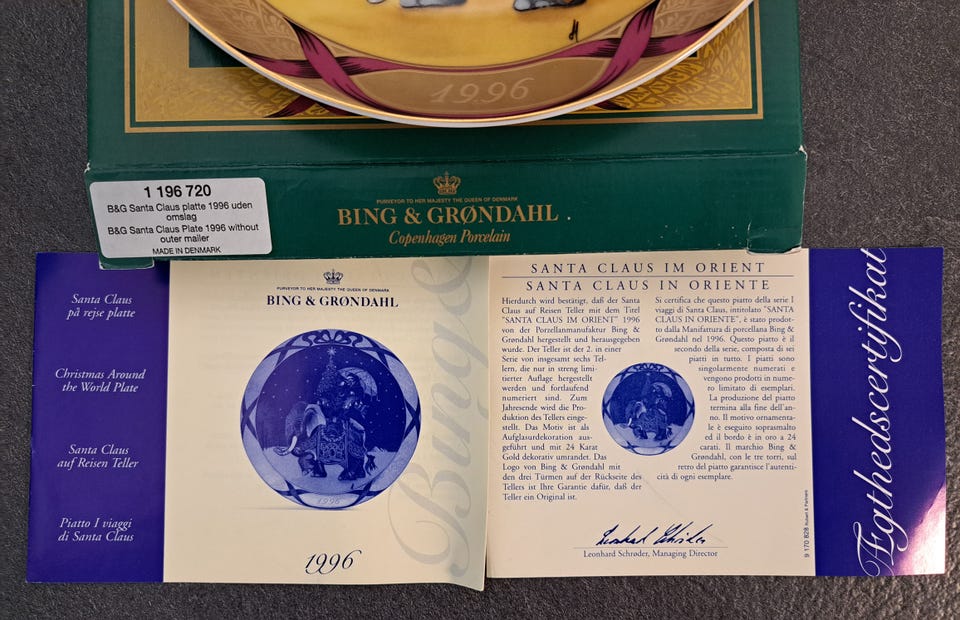 1996
1 196 720
B&G Santa Claus platte 1996 uden
omslag
B&G Santa Claus Plate 1996 without
outer mailer
MADE IN DENMARK
PURVEYOR TO HER MAJESTY THE QUEEN OF DENMARK
BING & GRØNDAHL
Copenhagen Porcelain
Santa Claus
på rejse platte
Christmas Around
the World Plate
Santa Claus
auf Reisen Teller
Piatto I viaggi
di Santa Claus
PURVEYOR TO HER MAJESTY THE QUEEN OF DENMARK
BING & GRØNDAHL
1996
1996
SANTA CLAUS IM ORIENT
SANTA CLAUS IN ORIENTE
Hierdurch wird bestätigt, daß der Santa
Claus auf Reisen Teller mit dem Titel
"SANTA CLAUS IM ORIENT" 1996
von der Porzellanmanufaktur Bing &
Grøndahl hergestellt und herausgegeben
wurde. Der Teller ist der 2. in einer
Serie von insgesamt sechs Tel-
lern, die nur in streng limi-
tierter Auflage hergestellt
werden und fortlaufend
numeriert sind. Zum
Jahresende wird die Pro-
duktion des Tellers einge-
stellt. Das Motiv ist als
Aufglasurdekoration aus-
geführt und mit 24 Karat
Gold dekorativ umrandet. Das
Logo von Bing & Grøndahl mit
den drei Türmen auf der Rückseite des
Tellers ist Ihre Garantie dafür, daß der
Teller ein Original ist.
Si certifica che questo piatto della serie I
viaggi di Santa Claus, intitolato "SANTA
CLAUS IN ORIENTE", è stato prodot-
to dalla Manifattura di porcellana Bing &
Grøndahl nel 1996. Questo piatto è il
secondo della serie, composta di sei
piatti in tutto. I piatti sono
singolarmente numerati e
vengono prodotti in nume-
ro limitato di esemplari.
La produzione del piatto
termina alla fine dell'an-
no. Il motivo ornamenta-
le è eseguito soprasmalto
ed il bordo è in oro a 24
carati. Il marchio Bing &
Grøndahl, con le tre torri, sul
retro del piatto garantisce l'autenti-
cità di ogni esemplare.
Leonhard Schrøder, Managing Director
9 170 828
Ægthedscertifikat